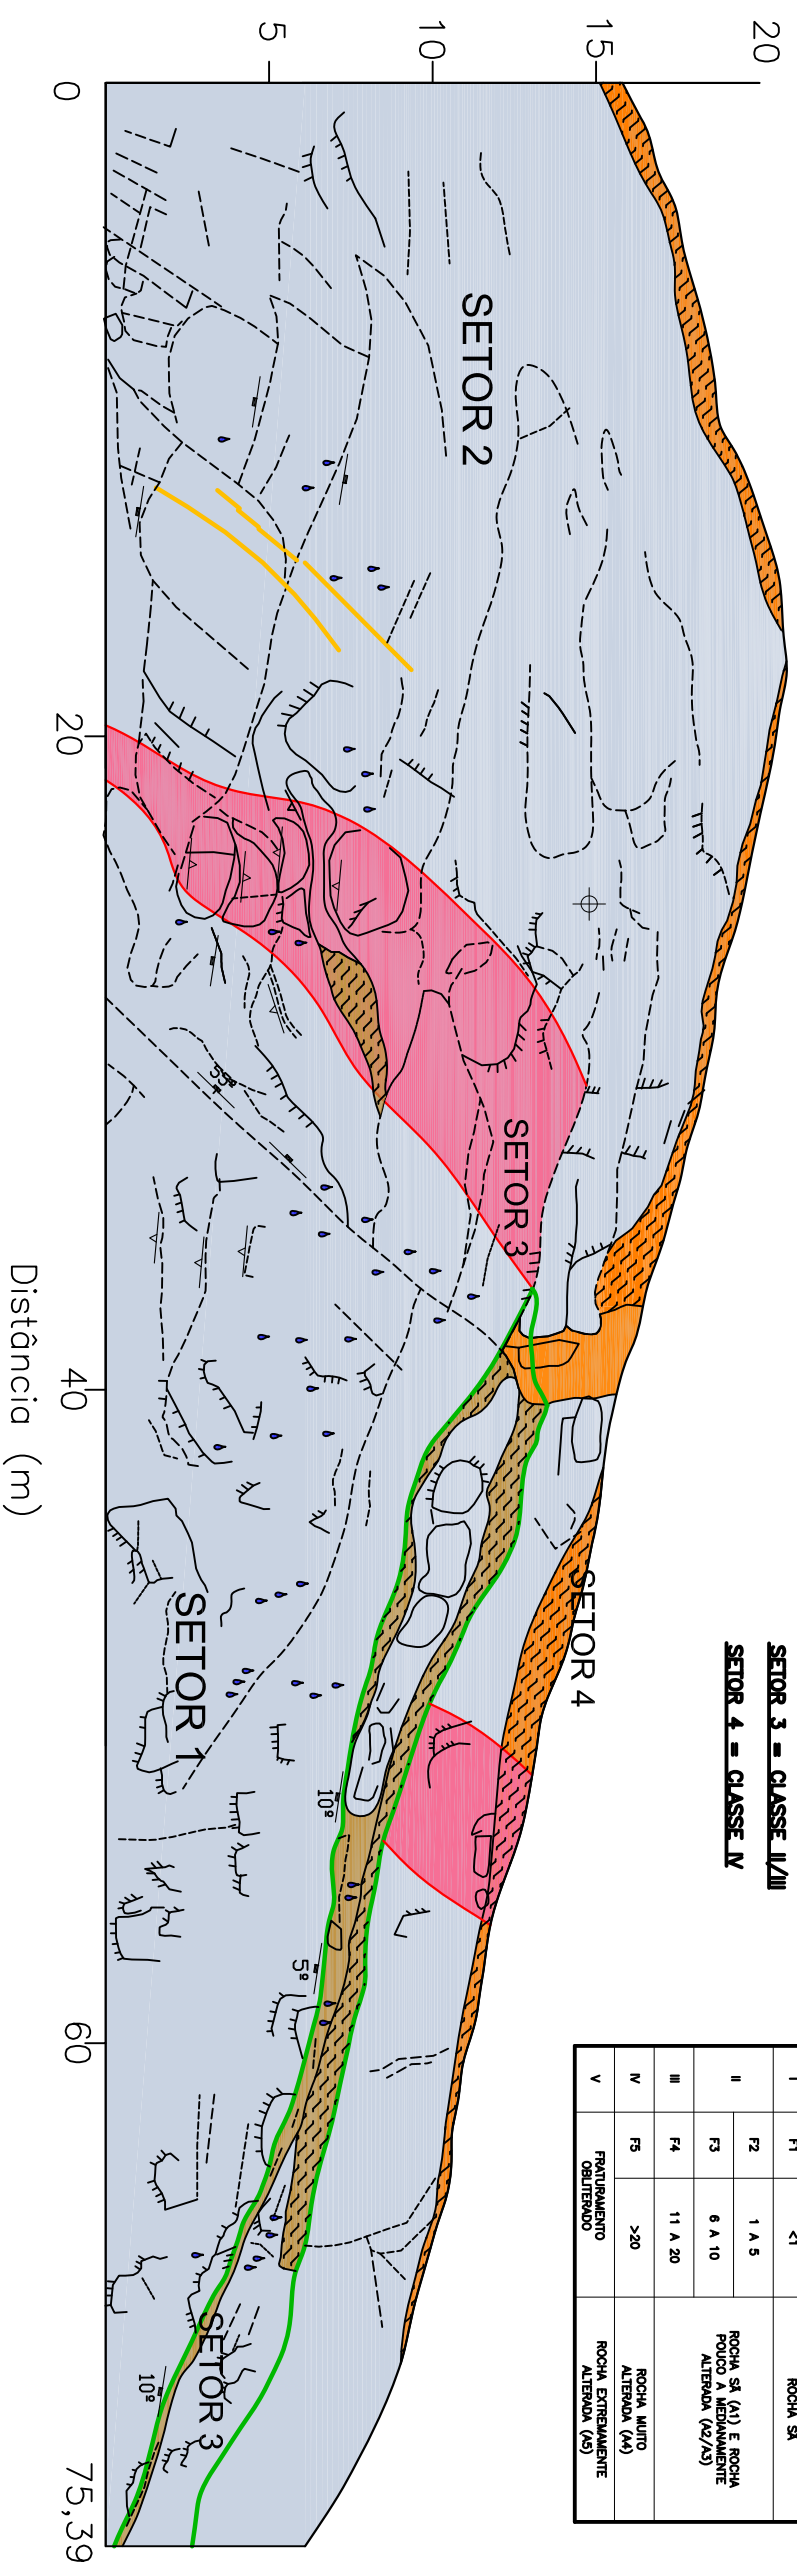 20
15
10
5
0
20
40
60
75,39
Distância (m)
SETOR 2
SETOR 3
SETOR 4
SETOR 1
SETOR 3
55º
10º
5º
10º
SETOR 3 = CLASSE II/III
SETOR 4 = CLASSE IV
I F1 <1 ROCHA SÃ
II F2 1 A 5
F3 6 A 10
ROCHA SÃ (A1) E ROCHA
POUCO A MEDIANAMENTE
ALTERADA (A2/A3)
III F4 11 A 20
IV F5 >20 ROCHA MUITO
ALTERADA (A4)
V FRATURAMENTO
OBLITERADO
ROCHA EXTREMAMENTE
ALTERADA (A5)